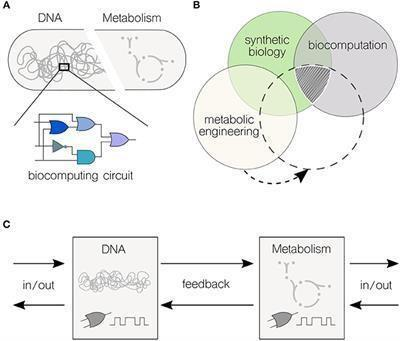 A
DNA
Metabolism
biocomputing circuit
B
synthetic
biology
biocomputation
metabolic
engineering
C
DNA
Metabolism
in/out
feedback
in/out